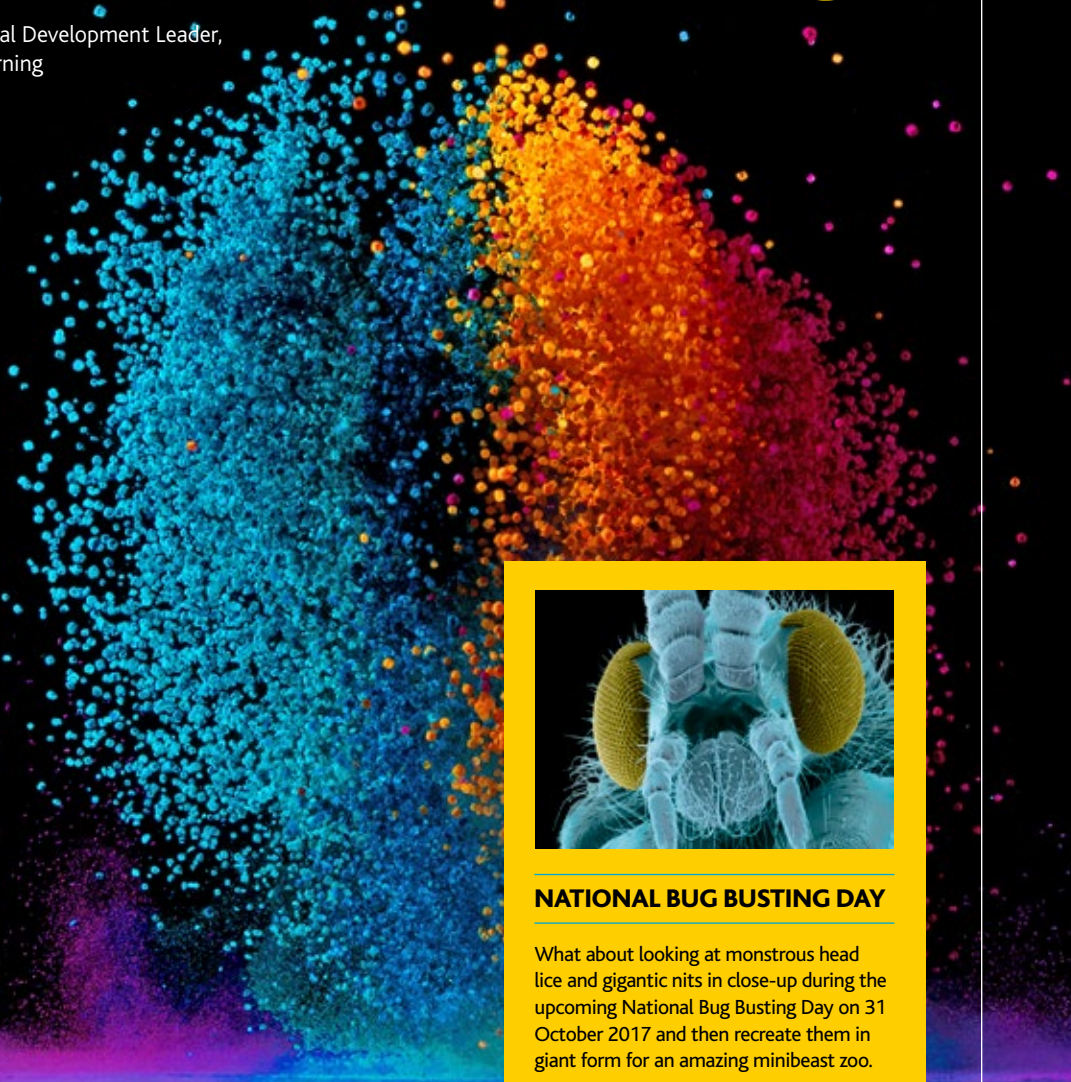 Development Leader,
NATIONAL BUG BUSTING DAY
What about looking at monstrous head
lice and gigantic nits in close-up during the
upcoming National Bug Busting Day on 31
October 2017 and then recreate them in
giant form for an amazing minibeast zoo.